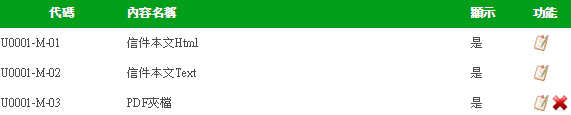 代碼 內容名稱 顯示 功能
U0001-M-01 信件本文Html 是
U0001-M-02 信件本文Text 是
U0001-M-03 PDF夾檔 是